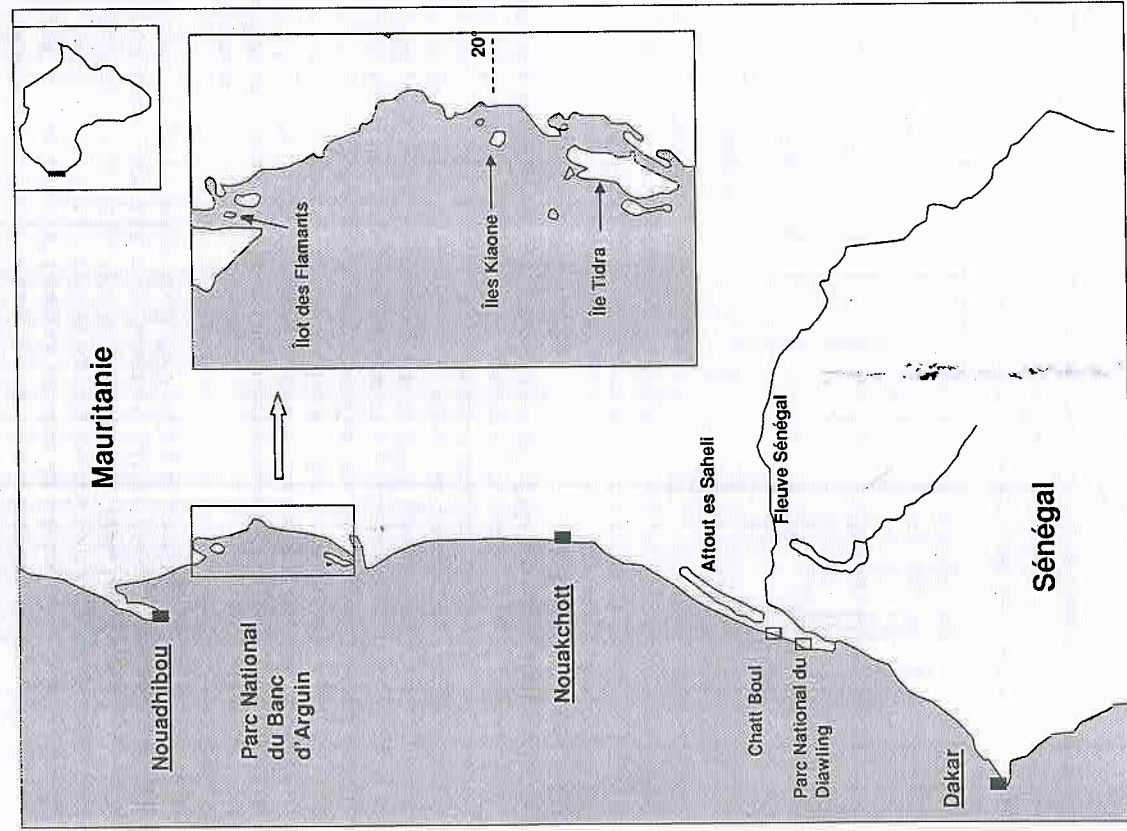 Mauritanie
20°
Îlot des Flamants
Îles Kiaone
Île Tidra
Nouadhibou
Parc National
du Banc
d'Arguin
Nouakchott
Aftout es Saheli
Fleuve Sénégal
Chatt Boul
Parc National du
Diawling
Sénégal
Dakar